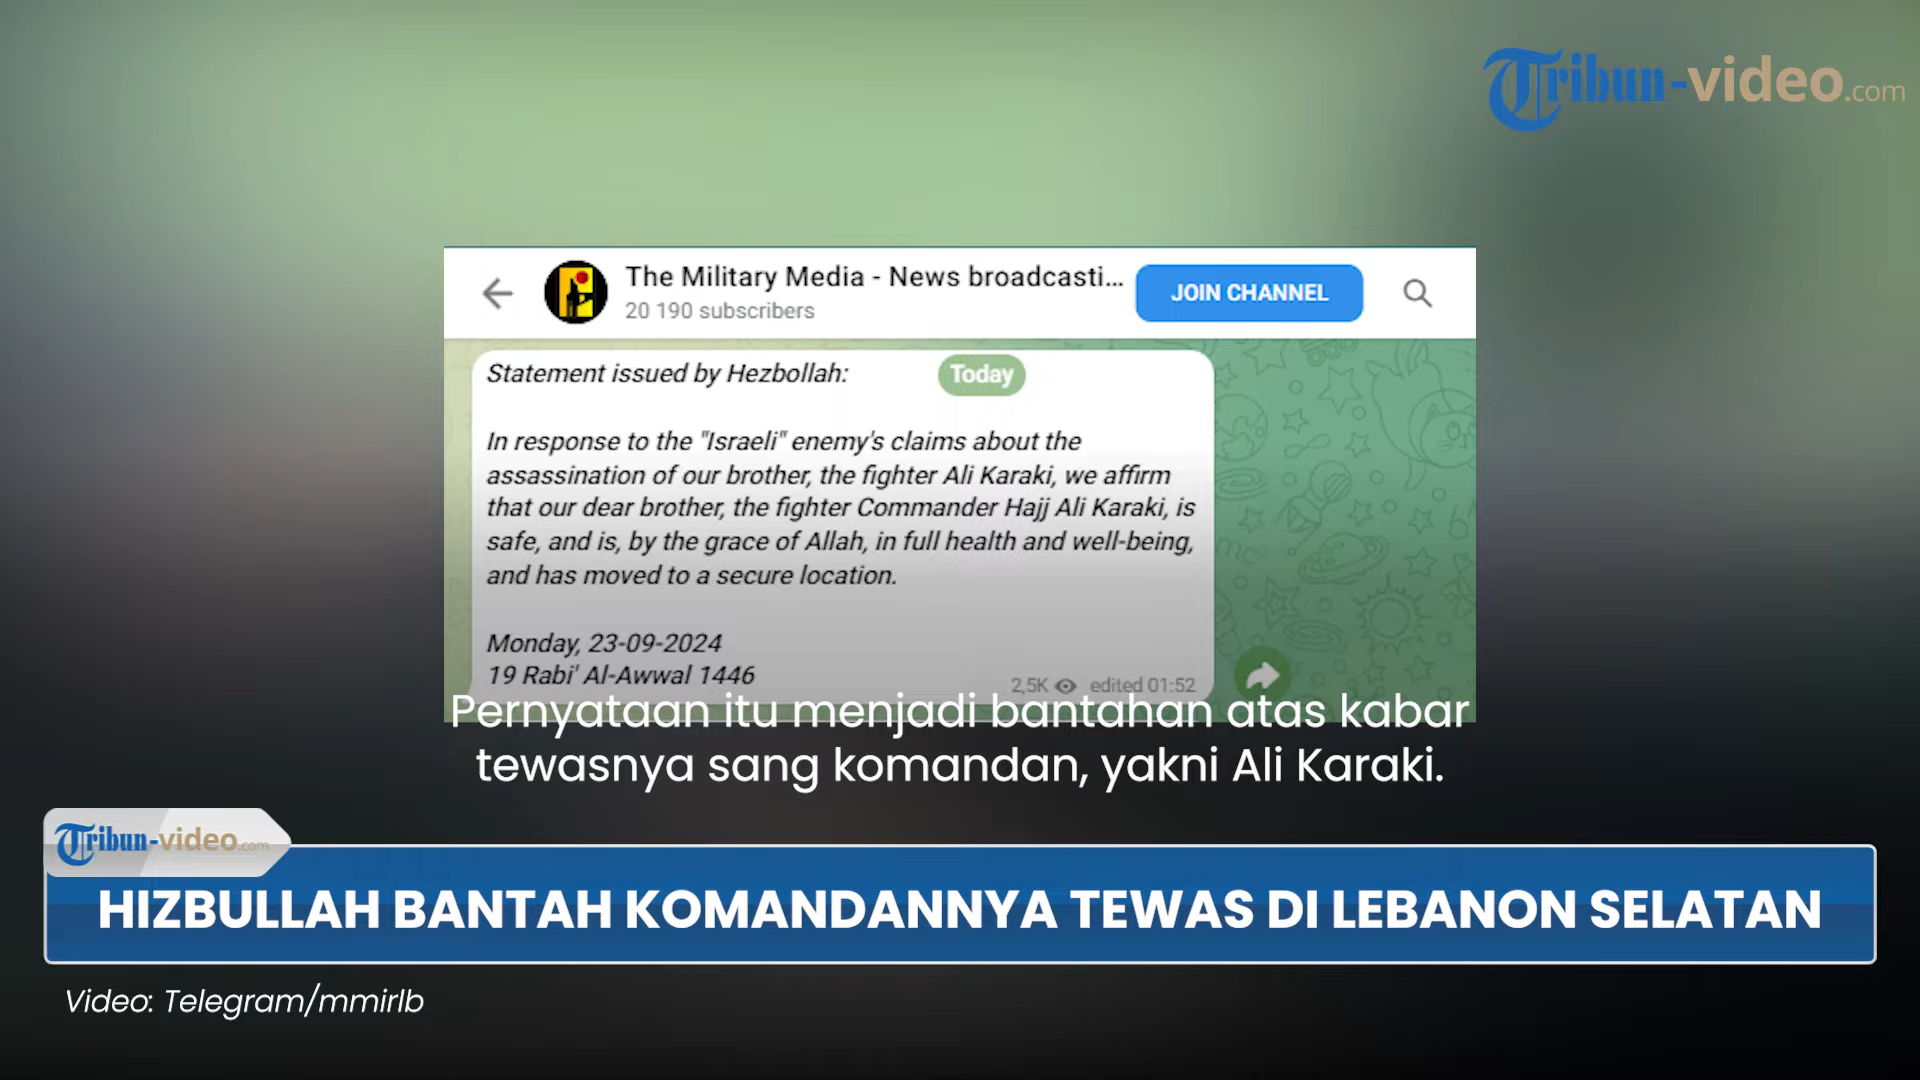 Tribun-video.com
The Military Media - News broadcasti...
20 190 subscribers
JOIN CHANNEL
Statement issued by Hezbollah:
Today
In response to the "Israeli" enemy's claims about the
assassination of our brother, the fighter Ali Karaki, we affirm
that our dear brother, the fighter Commander Hajj Ali Karaki, is
safe, and is, by the grace of Allah, in full health and well-being,
and has moved to a secure location.
Monday, 23-09-2024
19 Rabi' Al-Awwal 1446
2,5K edited 01:52
Pernyataan itu menjadi bantahan atas kabar
tewasnya sang komandan, yakni Ali Karaki.
Tribun-video.com
HIZBULLAH BANTAH KOMANDANNYA TEWAS DI LEBANON SELATAN
Video: Telegram/mmirlb